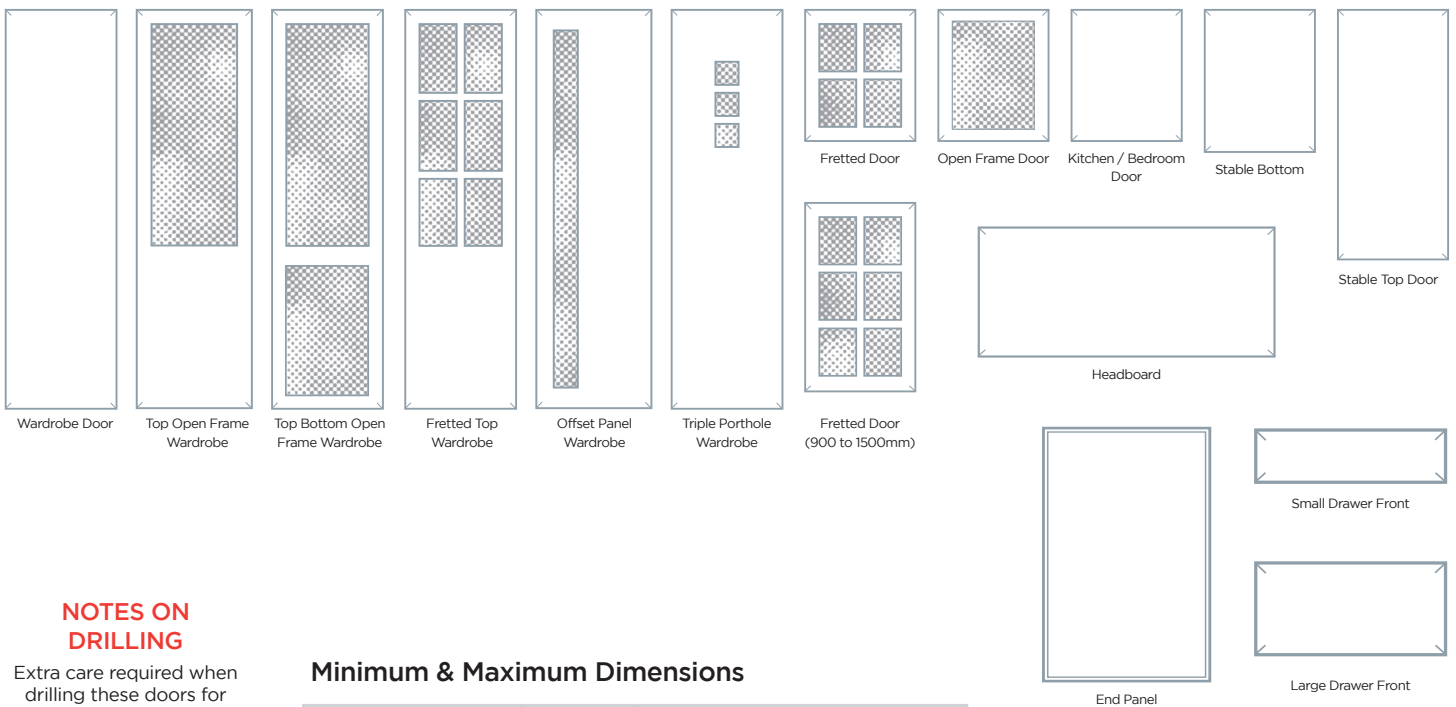 Fretted Door
Open Frame Door
Kitchen / Bedroom
Door
Stable Bottom
Stable Top Door
Headboard
Wardrobe Door
Top Open Frame
Wardrobe
Top Bottom Open
Frame Wardrobe
Fretted Top
Wardrobe
Offset Panel
Wardrobe
Triple Porthole
Wardrobe
Fretted Door
(900 to 1500mm)
Small Drawer Front
End Panel
Large Drawer Front
NOTES ON
DRILLING
Extra care required when
drilling these doors for
Minimum & Maximum Dimensions